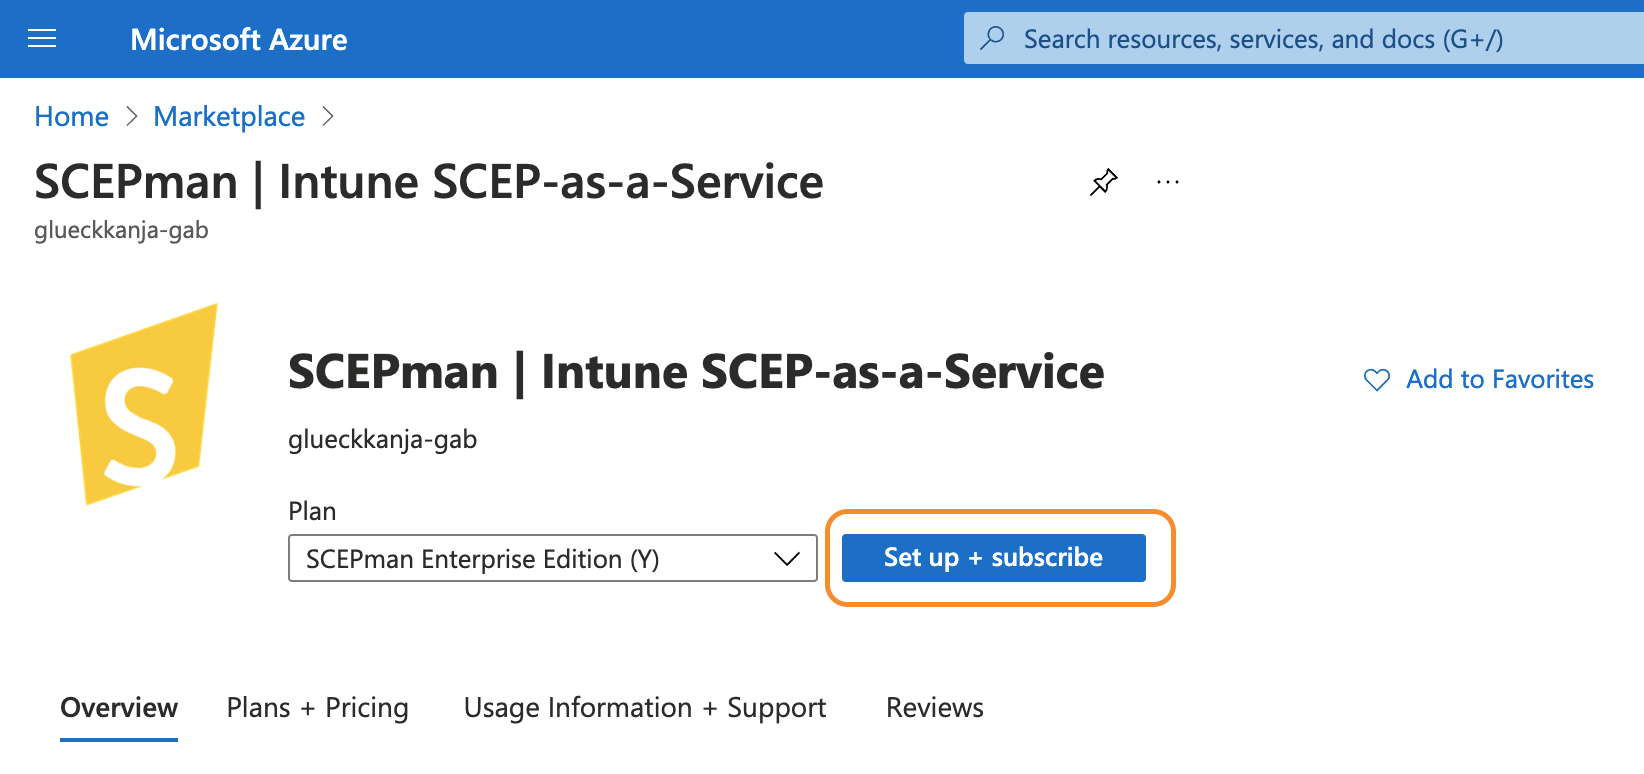 Microsoft Azure
Search resources, services, and docs (G+/)
Home > Marketplace >
SCEPman | Intune SCEP-as-a-Service
glueckkanja-gab
S
SCEPman | Intune SCEP-as-a-Service
Add to Favorites
glueckkanja-gab
Plan
SCEPman Enterprise Edition (Y)
Set up + subscribe
Overview
Plans + Pricing
Usage Information + Support
Reviews